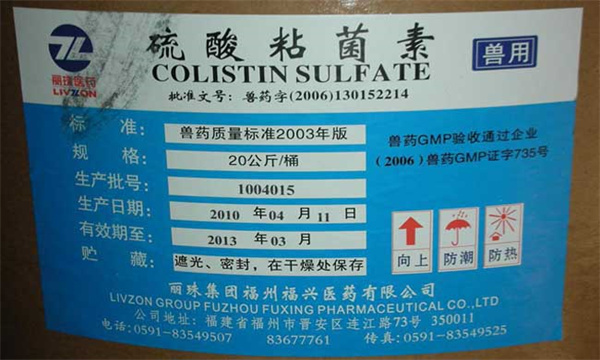 硫酸粘菌素
兽用
丽珠医药
LIVZON
COLISTIN SULFATE
批准文号：兽药字(2006)130152214
标 准：
兽药质量标准2003年版
规 格：
20公斤/桶
生产批号：
1004015
生产日期：
2010 年 04 月 11 日
有效期至：
2013 年 03 月
贮 藏：
遮光、密封，在干燥处保存
兽药GMP验收通过企业
(2006)兽药GMP证字735号
向上
防潮
防热
丽珠集团福州福兴医药有限公司
LIVZON GROUP FUZHOU FUXING PHARMACEUTICAL CO.,LTD
公司地址：福建省福州市晋安区连江路73号 350011
电话:0591-83549507 83677761 传真:0591-83549525